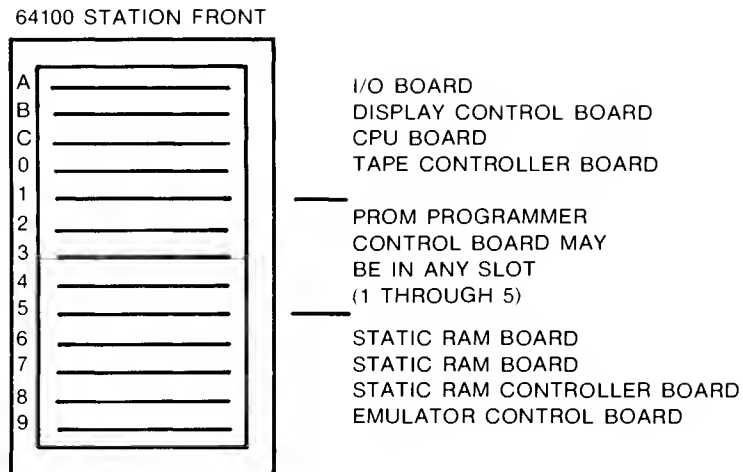 64100 STATION FRONT
A
I/O BOARD
B
DISPLAY CONTROL BOARD
C
CPU BOARD
0
TAPE CONTROLLER BOARD
1
2
PROM PROGRAMMER
3
CONTROL BOARD MAY
BE IN ANY SLOT
4
(1 THROUGH 5)
5
6
STATIC RAM BOARD
7
STATIC RAM BOARD
8
STATIC RAM CONTROLLER BOARD
9
EMULATOR CONTROL BOARD